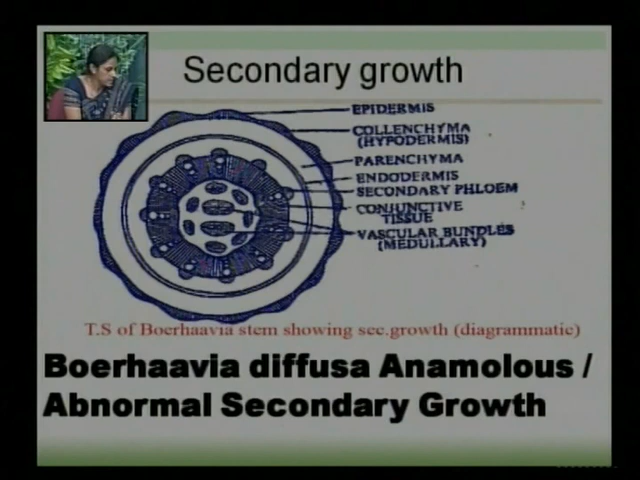 Secondary growth
EPIDERMIS
COLLENCHYMA
(HYPODERMIS)
PARENCHYMA
ENDODERMIS
SECONDARY PHLOEM
CONJUNCTIVE
TISSUE
VASCULAR BUNDLES
(MEDULLARY)
T.S of Boerhaavia stem showing sec.growth (diagrammatic)
Boerhaavia diffusa Anamolous /
Abnormal Secondary Growth